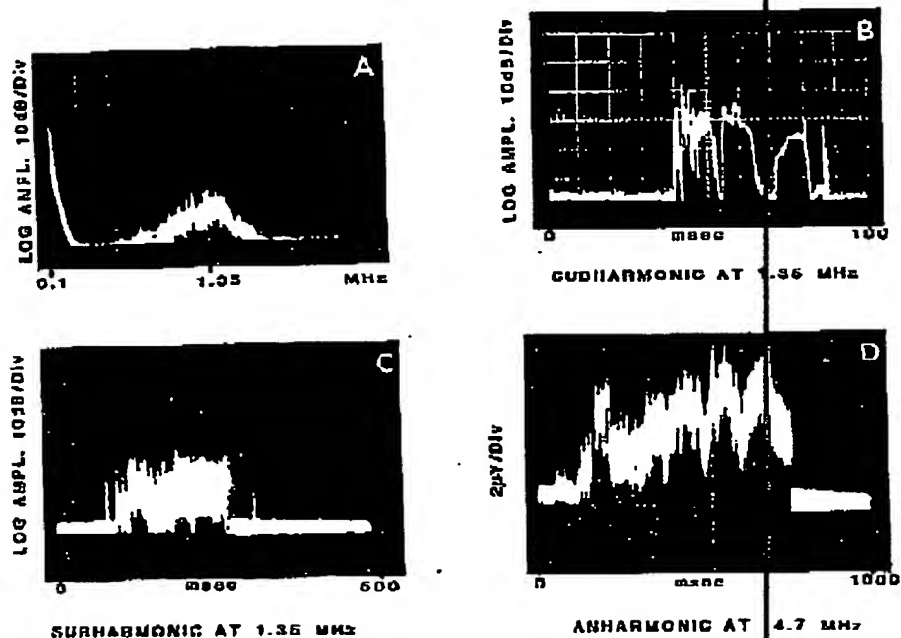 A
LOG AMPL. 10dB/Div
0.1 1.35 MHz
B
LOG AMPL. 10dB/Div
0 msec 100
SUBHARMONIC AT 1.35 MHz
C
LOG AMPL. 10dB/Div
0 msec 500
SUBHARMONIC AT 1.35 MHz
D
2µV/Div
0 msec 1000
ANHARMONIC AT 4.7 MHz